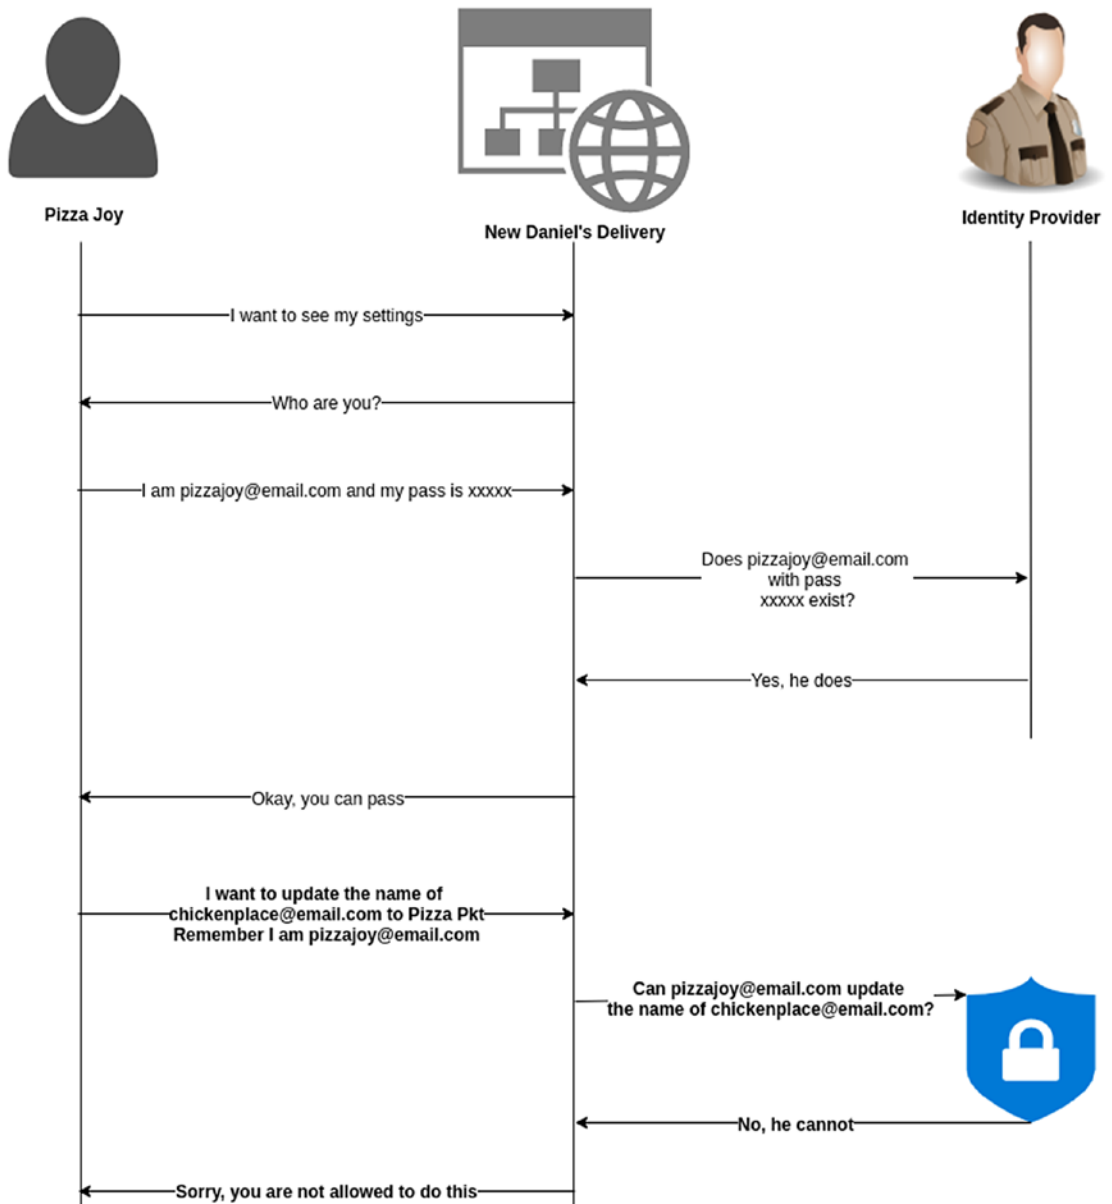 Pizza Joy
New Daniel's Delivery
Identity Provider
I want to see my settings
Who are you?
I am pizzajoy@email.com and my pass is xxxxx
Does pizzajoy@email.com
with pass
xxxxx exist?
Yes, he does
Okay, you can pass
I want to update the name of
chickenplace@email.com to Pizza Pkt
Remember I am pizzajoy@email.com
Can pizzajoy@email.com update
the name of chickenplace@email.com?
No, he cannot
Sorry, you are not allowed to do this